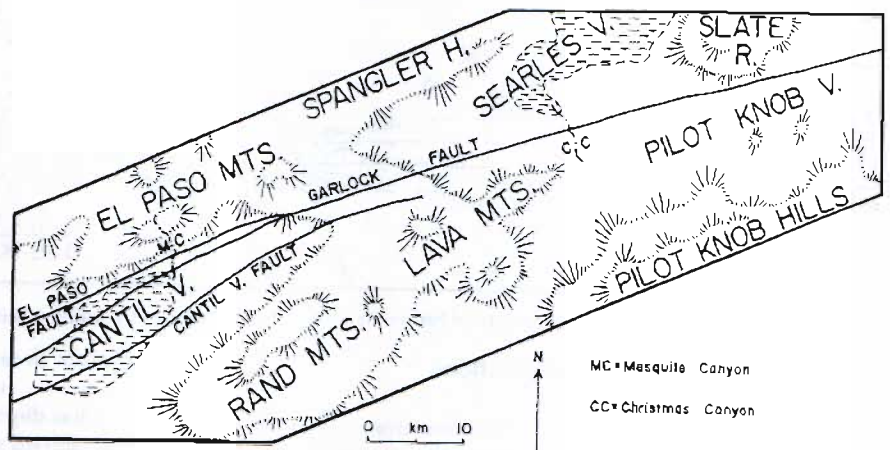 SPANGLER H.
SEARLES V.
SLATE
R.
EL PASO MTS
GARLOCK FAULT
C C
PILOT KNOB V.
M C
LAVA MTS.
PILOT KNOB HILLS
EL PASO
FAULT
CANTIL V.
CANTIL V. FAULT
RAND MTS.
N
MC=Mesquite Canyon
CC=Christmas Canyon
0 km 10